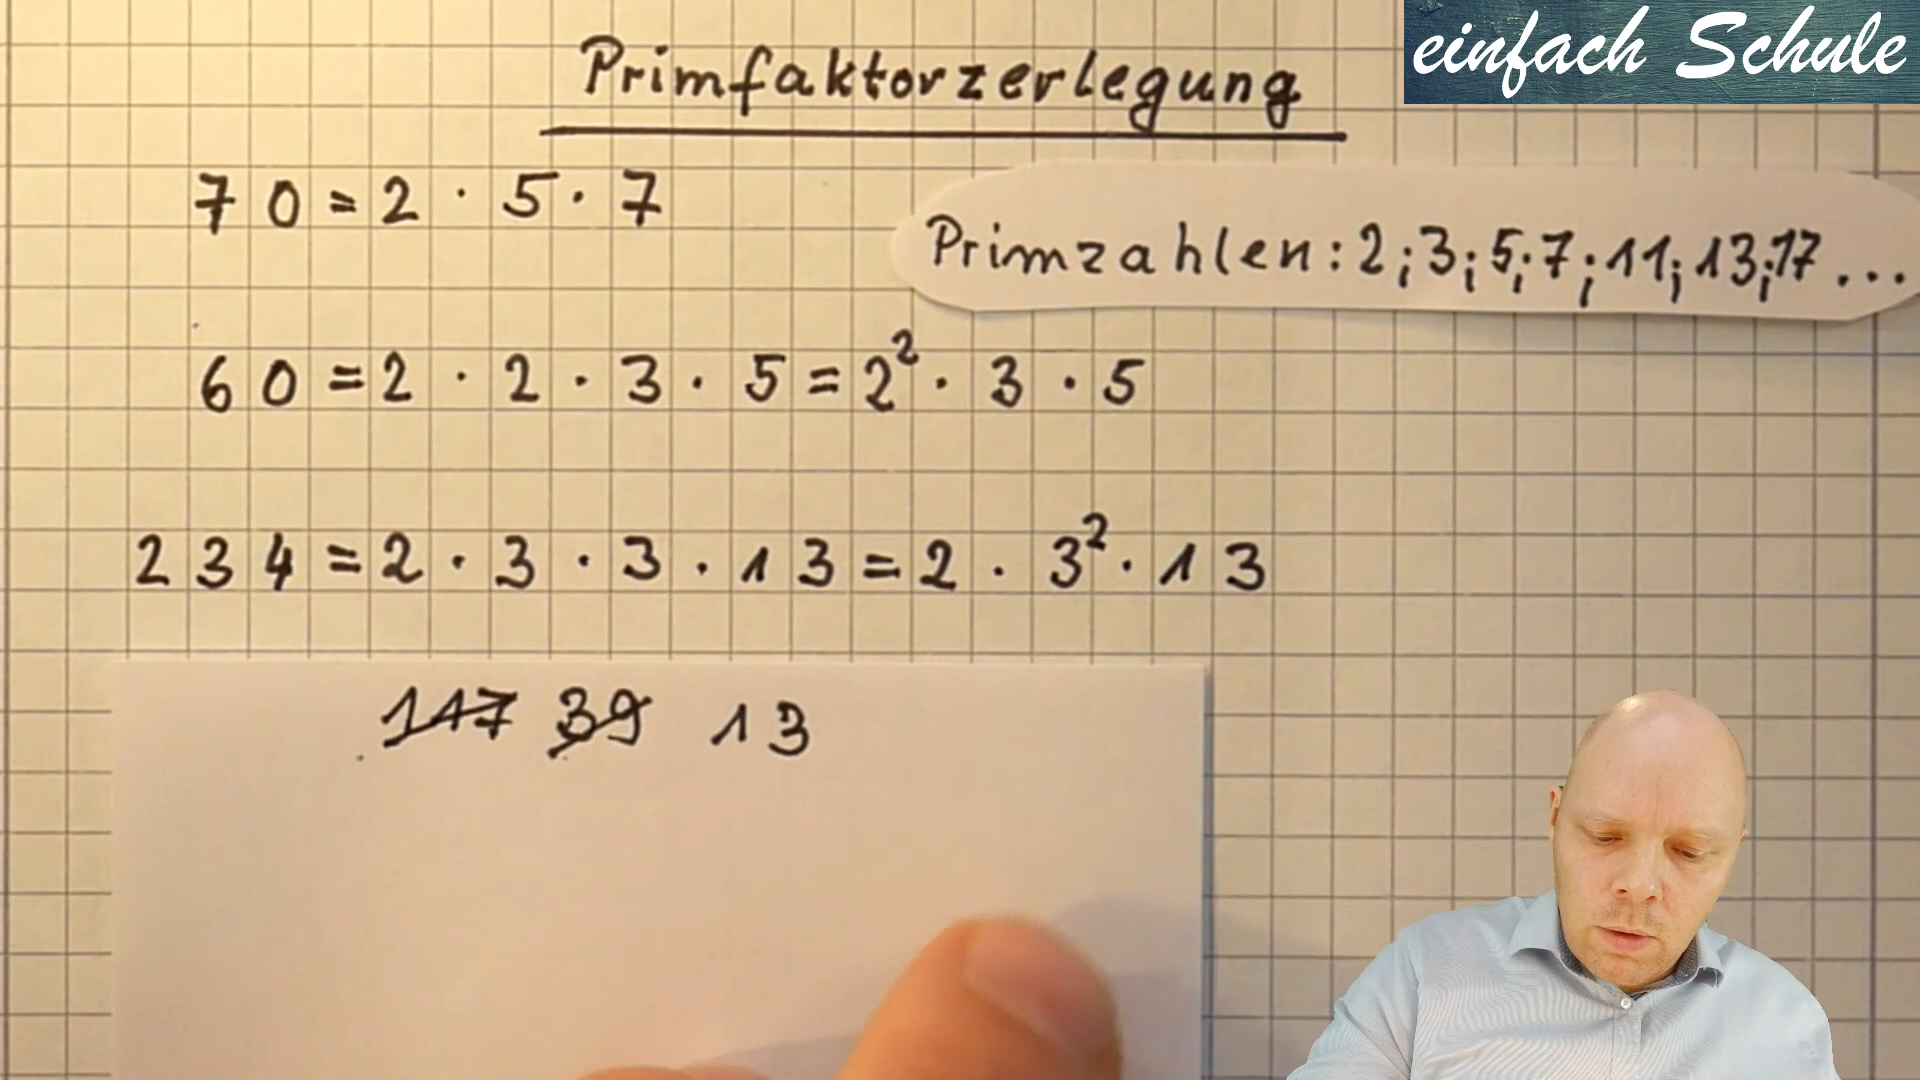 einfach Schule
Primfaktorzerlegung
70 = 2 · 5 · 7
Primzahlen: 2; 3; 5; 7; 11; 13; 17 ...
60 = 2 · 2 · 3 · 5 = 2² · 3 · 5
234 = 2 · 3 · 3 · 13 = 2 · 3² · 13
117 39 13